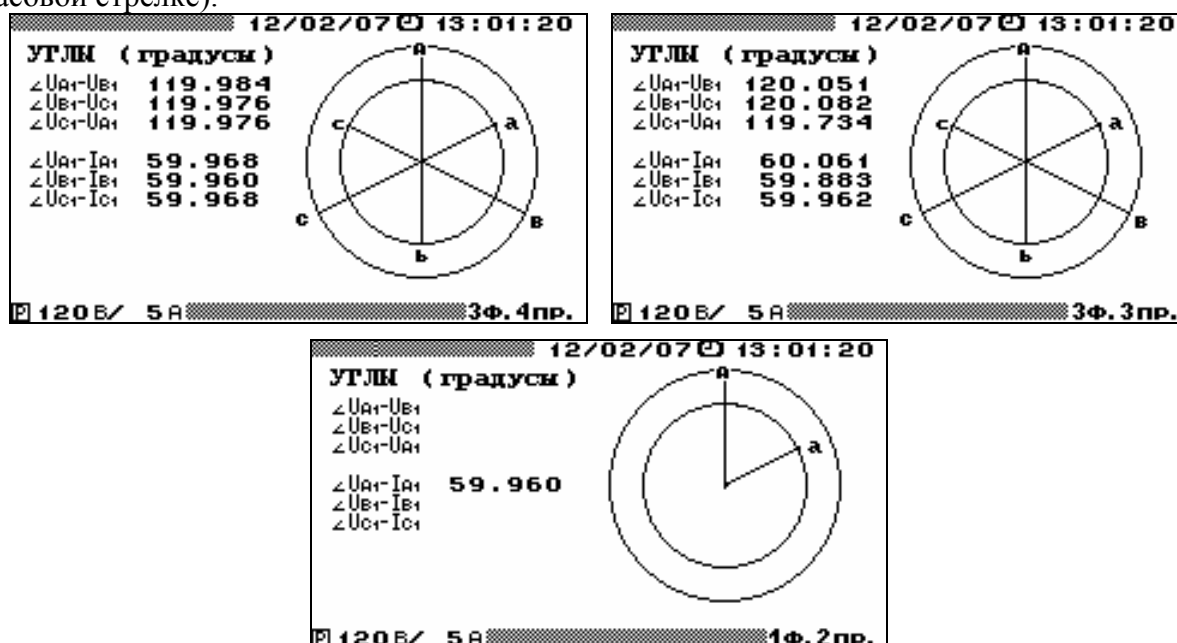 асовой стрелке).
12/02/07 13:01:20
УГЛЫ (градусы)
∠UA1-UB1 119.984
∠UB1-UC1 119.976
∠UC1-UA1 119.976
∠UA1-IA1 59.968
∠UB1-IB1 59.960
∠UC1-IC1 59.968
A
c
a
C
B
b
P 120В/ 5А 3Ф.4пр.
12/02/07 13:01:20
УГЛЫ (градусы)
∠UA1-UB1 120.051
∠UB1-UC1 120.082
∠UC1-UA1 119.734
∠UA1-IA1 60.061
∠UB1-IB1 59.883
∠UC1-IC1 59.962
A
c
a
C
B
b
P 120В/ 5А 3Ф.3пр.
12/02/07 13:01:20
УГЛЫ (градусы)
∠UA1-UB1
∠UB1-UC1
∠UC1-UA1
∠UA1-IA1 59.960
∠UB1-IB1
∠UC1-IC1
A
a
P 120В/ 5А 1Ф.2пр.